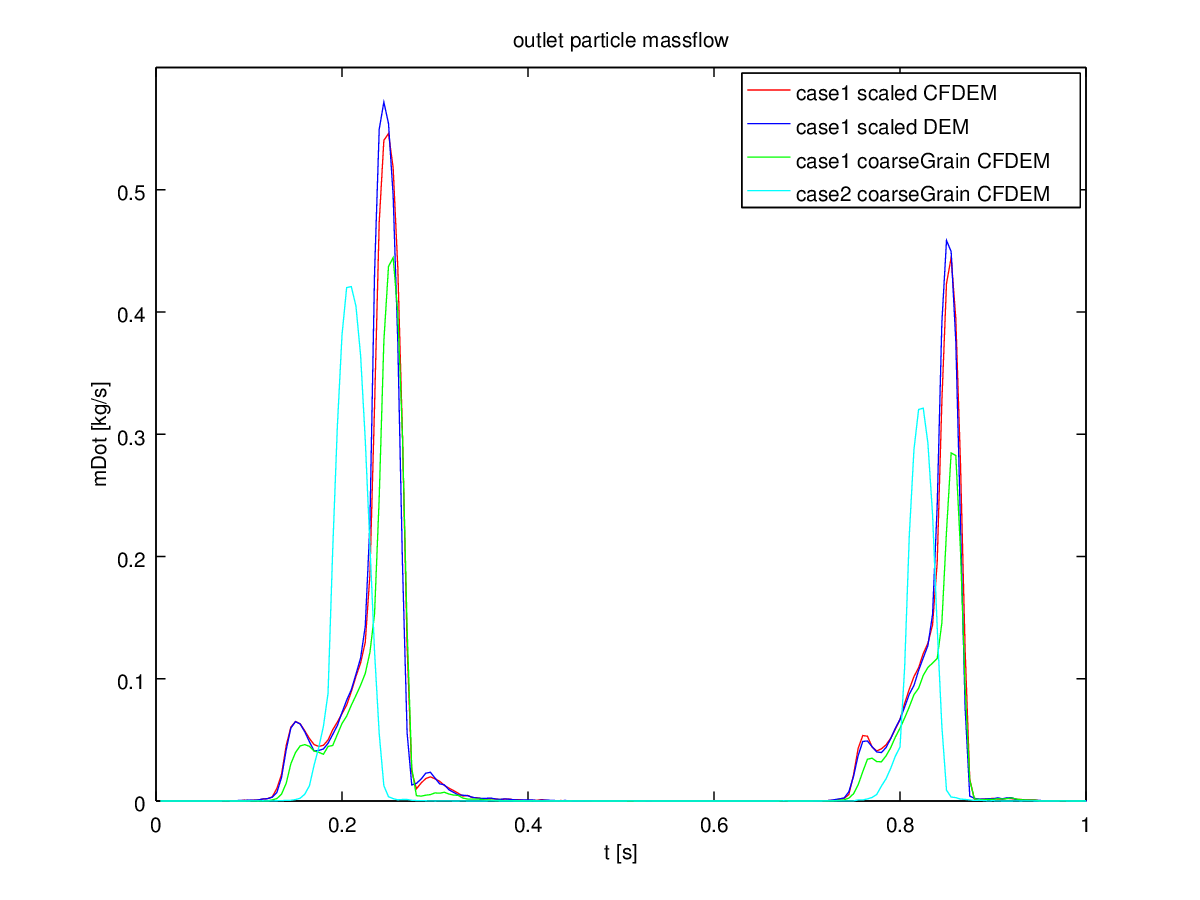 outlet particle massflow
case1 scaled CFDEM
case1 scaled DEM
case1 coarseGrain CFDEM
case2 coarseGrain CFDEM
mDot [kg/s]
0.5
0.4
0.3
0.2
0.1
0
0 0.2 0.4 0.6 0.8 1
t [s]